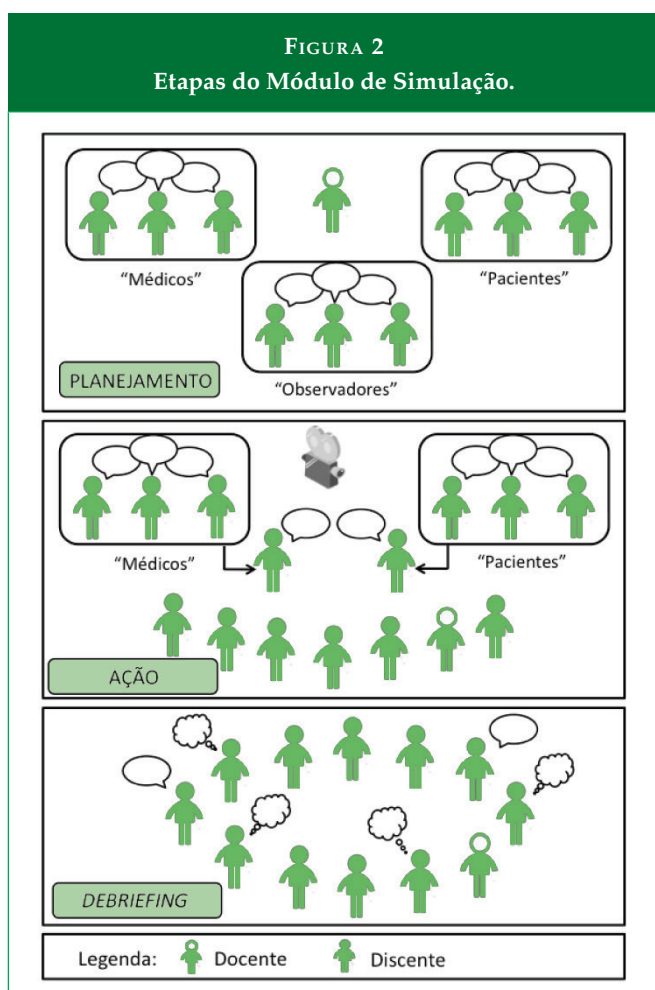 FIGURA 2
Etapas do Módulo de Simulação.
“Médicos”
“Pacientes”
“Observadores”
PLANEJAMENTO
“Médicos”
“Pacientes”
AÇÃO
DEBRIEFING
Legenda: Docente Discente